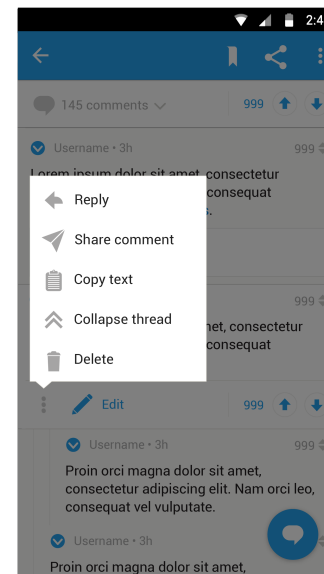 2:4
145 comments
999
Username • 3h
999
Lorem ipsum dolor sit amet, consectetur
consequat
s.
Reply
Share comment
Copy text
Collapse thread
Delete
999
net, consectetur
consequat
Edit
999
Username • 3h
999
Proin orci magna dolor sit amet,
consectetur adipiscing elit. Nam orci leo,
consequat vel vulputate.
Username • 3h
Proin orci magna dolor sit amet,